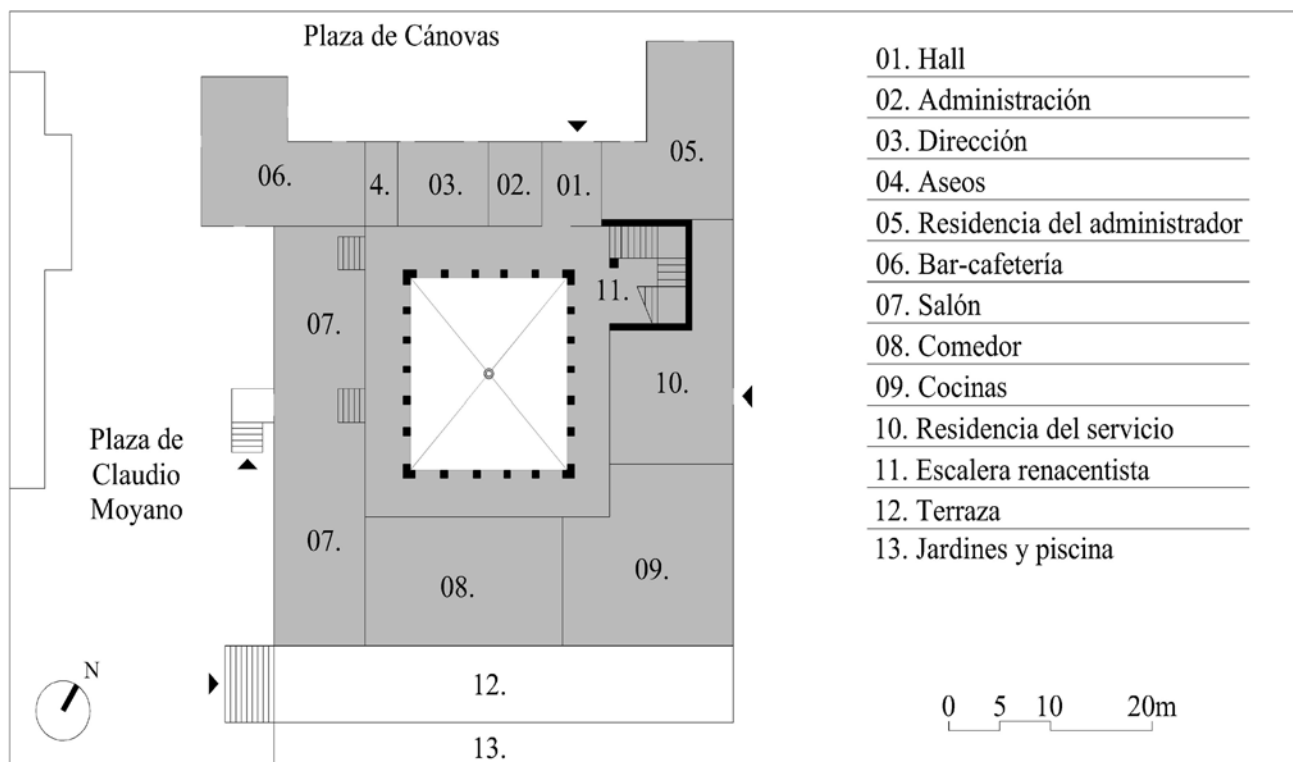 Plaza de Cánovas
06.
4.
03.
02.
01.
05.
11.
07.
10.
Plaza de
Claudio
Moyano
07.
08.
09.
12.
13.
N
01. Hall
02. Administración
03. Dirección
04. Aseos
05. Residencia del administrador
06. Bar-cafetería
07. Salón
08. Comedor
09. Cocinas
10. Residencia del servicio
11. Escalera renacentista
12. Terraza
13. Jardines y piscina
0 5 10 20m